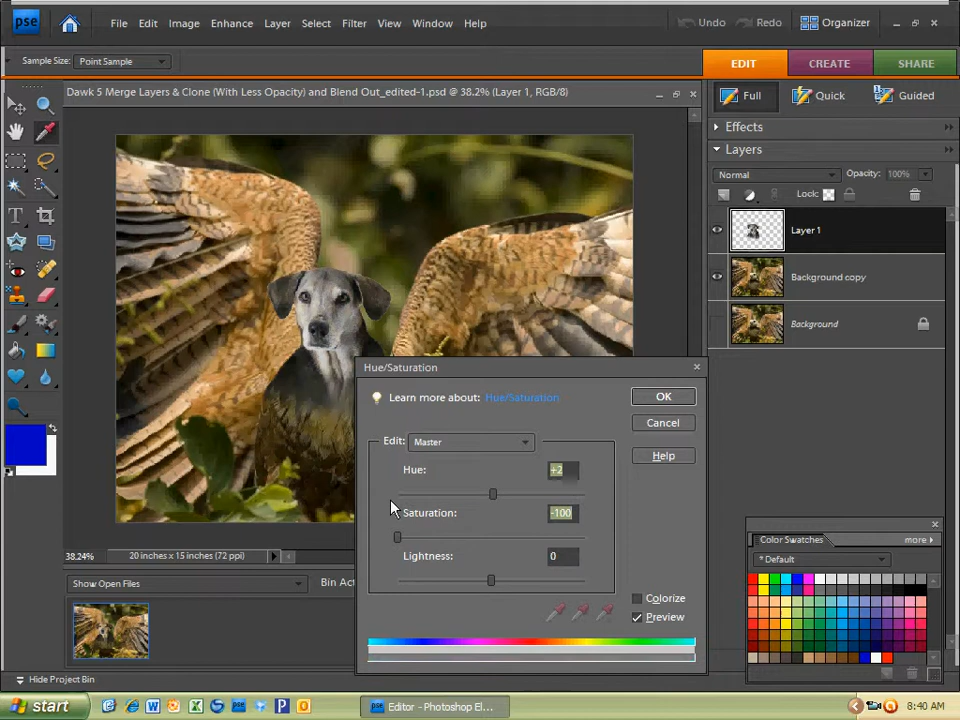 pse File Edit Image Enhance Layer Select Filter View Window Help Undo Redo Organizer
Sample Size: Point Sample EDIT CREATE SHARE
Dawk 5 Merge Layers & Clone (With Less Opacity) and Blend Out_edited-1.psd @ 38.2% (Layer 1, RGB/8)
Full Quick Guided
Effects
Layers
Normal Opacity: 100%
Lock:
Layer 1
Background copy
Background
Hue/Saturation
Learn more about: Hue/Saturation OK
Cancel
Edit: Master
Help
Hue: +2
Saturation: -100
Lightness: 0
Colorize
Preview
Color Swatches more
* Default
38.24% 20 inches x 15 inches (72 ppi)
Show Open Files Bin Act
Hide Project Bin
start W X pse P O pse Editor - Photoshop El... 8:40 AM